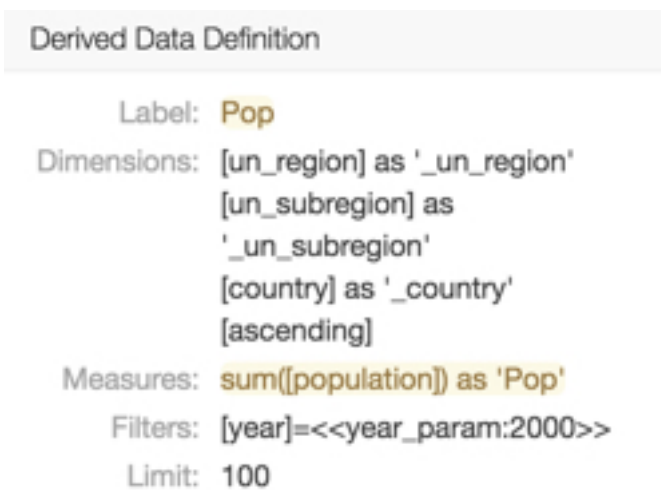 Derived Data Definition
Label: Pop
Dimensions: [un_region] as '_un_region'
[un_subregion] as
'_un_subregion'
[country] as '_country'
[ascending]
Measures: sum([population]) as 'Pop'
Filters: [year]=<<year_param:2000>>
Limit: 100